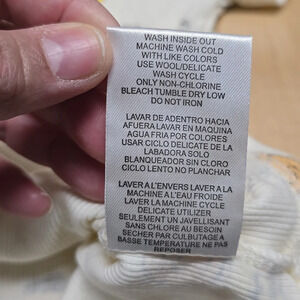 WASH INSIDE OUT
MACHINE WASH COLD
WITH LIKE COLORS
USE WOOL/DELICATE
WASH CYCLE
ONLY NON-CHLORINE
BLEACH TUMBLE DRY LOW
DO NOT IRON
LAVAR DE ADENTRO HACIA
AFUERA LAVAR EN MAQUINA
AGUA FRIA POR COLORES
USAR CICLO DELICATE DE LA
LABADORA SOLO
BLANQUEADOR SIN CLORO
CICLO LENTO NO PLANCHAR
LAVER A L'ENVERS LAVER A LA
MACHINE A L'EAU FROIDE
LAVER LA MACHINE CYCLE
DELICATE UTILIZER
SEULEMENT UN JAVELLISANT
SANS CHLORE AU BESOIN
SECHER PAR CULBUTAGE A
BASSE TEMPERATURE NE PAS
REPOSER